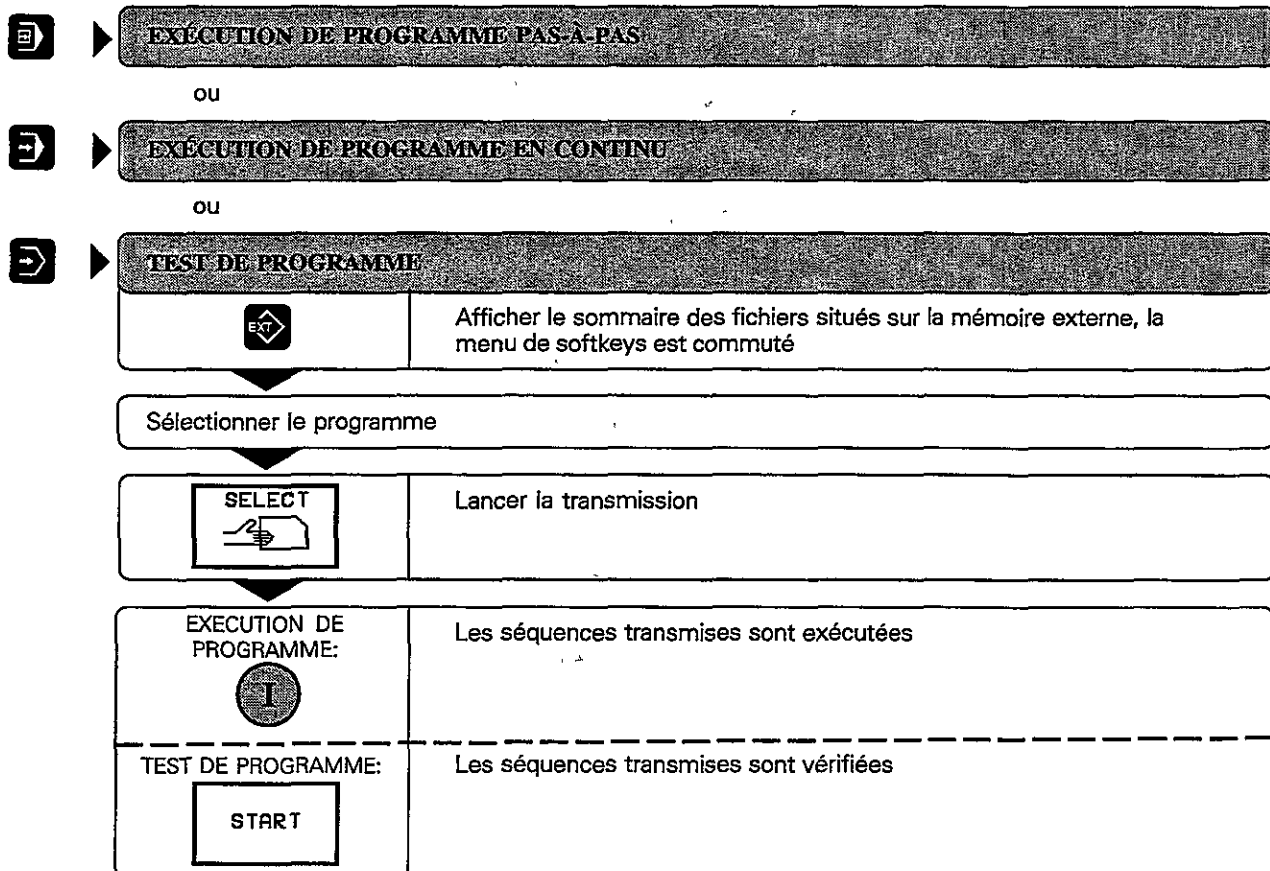 EXÉCUTION DE PROGRAMME PAS-À-PAS
ou
EXÉCUTION DE PROGRAMME EN CONTINU
ou
TEST DE PROGRAMME
EXT
Afficher le sommaire des fichiers situés sur la mémoire externe, la
menu de softkeys est commuté
Sélectionner le programme
SELECT
Lancer la transmission
EXECUTION DE
PROGRAMME:
I
Les séquences transmises sont exécutées
TEST DE PROGRAMME:
START
Les séquences transmises sont vérifiées